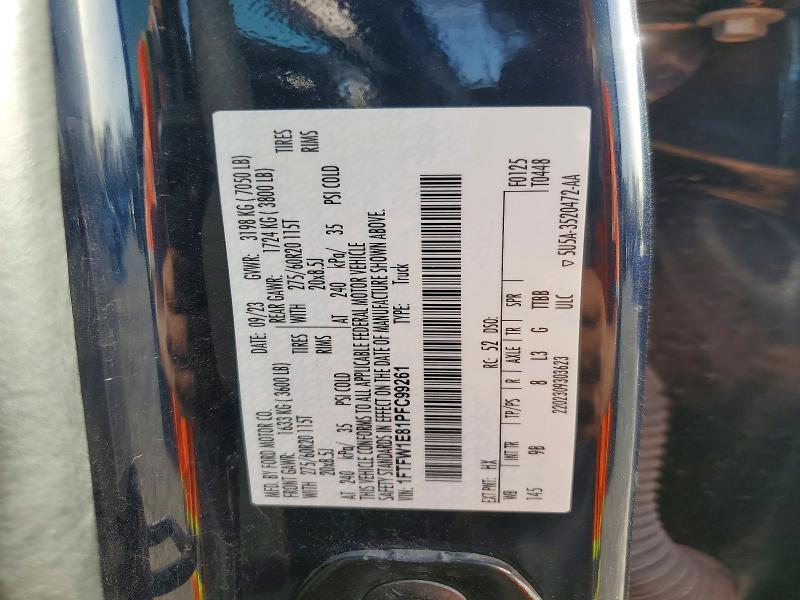 MFD. BY FORD MOTOR CO. DATE: 09/23 GVWR: 3198 KG ( 7050 LB)
FRONT GAWR: 1633 KG ( 3600 LB) REAR GAWR: 1724 KG ( 3800 LB)
WITH 275/60R20 115T TIRES WITH 275/60R20 115T TIRES
20x8.5J RIMS 20x8.5J RIMS
AT 240 kPa/ 35 PSI COLD AT 240 kPa/ 35 PSI COLD
THIS VEHICLE CONFORMS TO ALL APPLICABLE FEDERAL MOTOR VEHICLE
SAFETY STANDARDS IN EFFECT ON THE DATE OF MANUFACTURE SHOWN ABOVE.
VIN: 1FTFW1E81PFC99261 TYPE: Truck
EXT PNT: HX RC: 52 DSO: F0125
WB INT TR TP/PS R AXLE TR SPR T0448
145 9B 8 L3 G TTBB
2202309303623 ULC ▽ 5U5A-3520472-AA